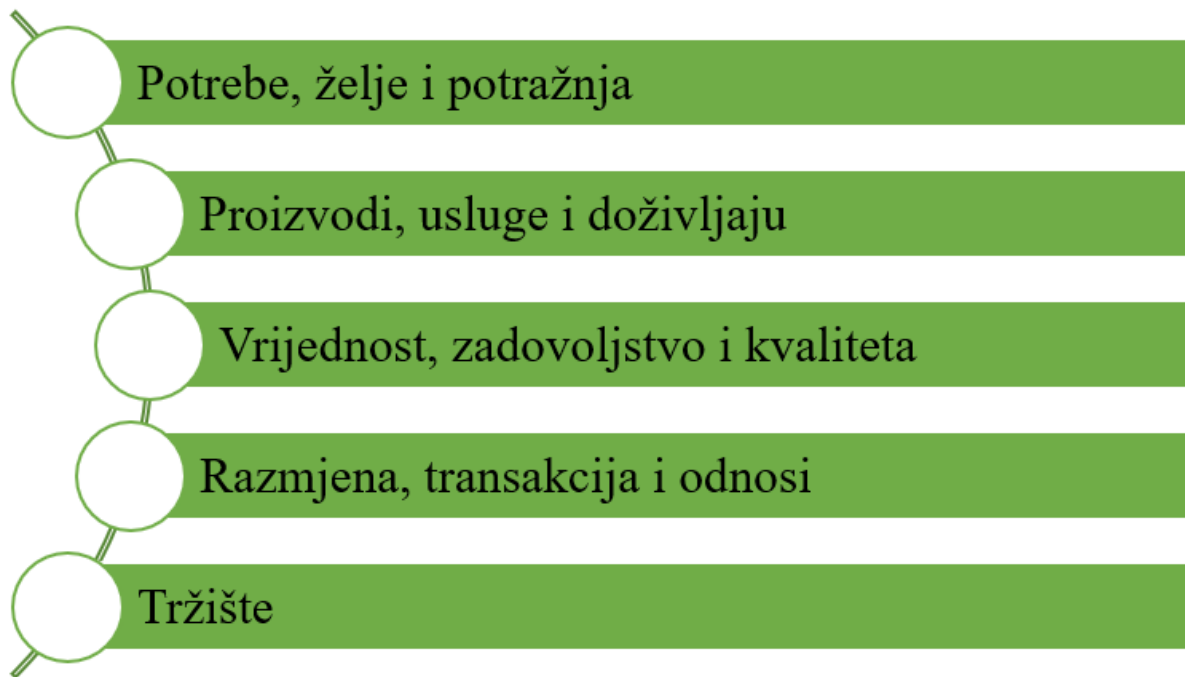 Potrebe, želje i potražnja
Proizvodi, usluge i doživljaju
Vrijednost, zadovoljstvo i kvaliteta
Razmjena, transakcija i odnosi
Tržište